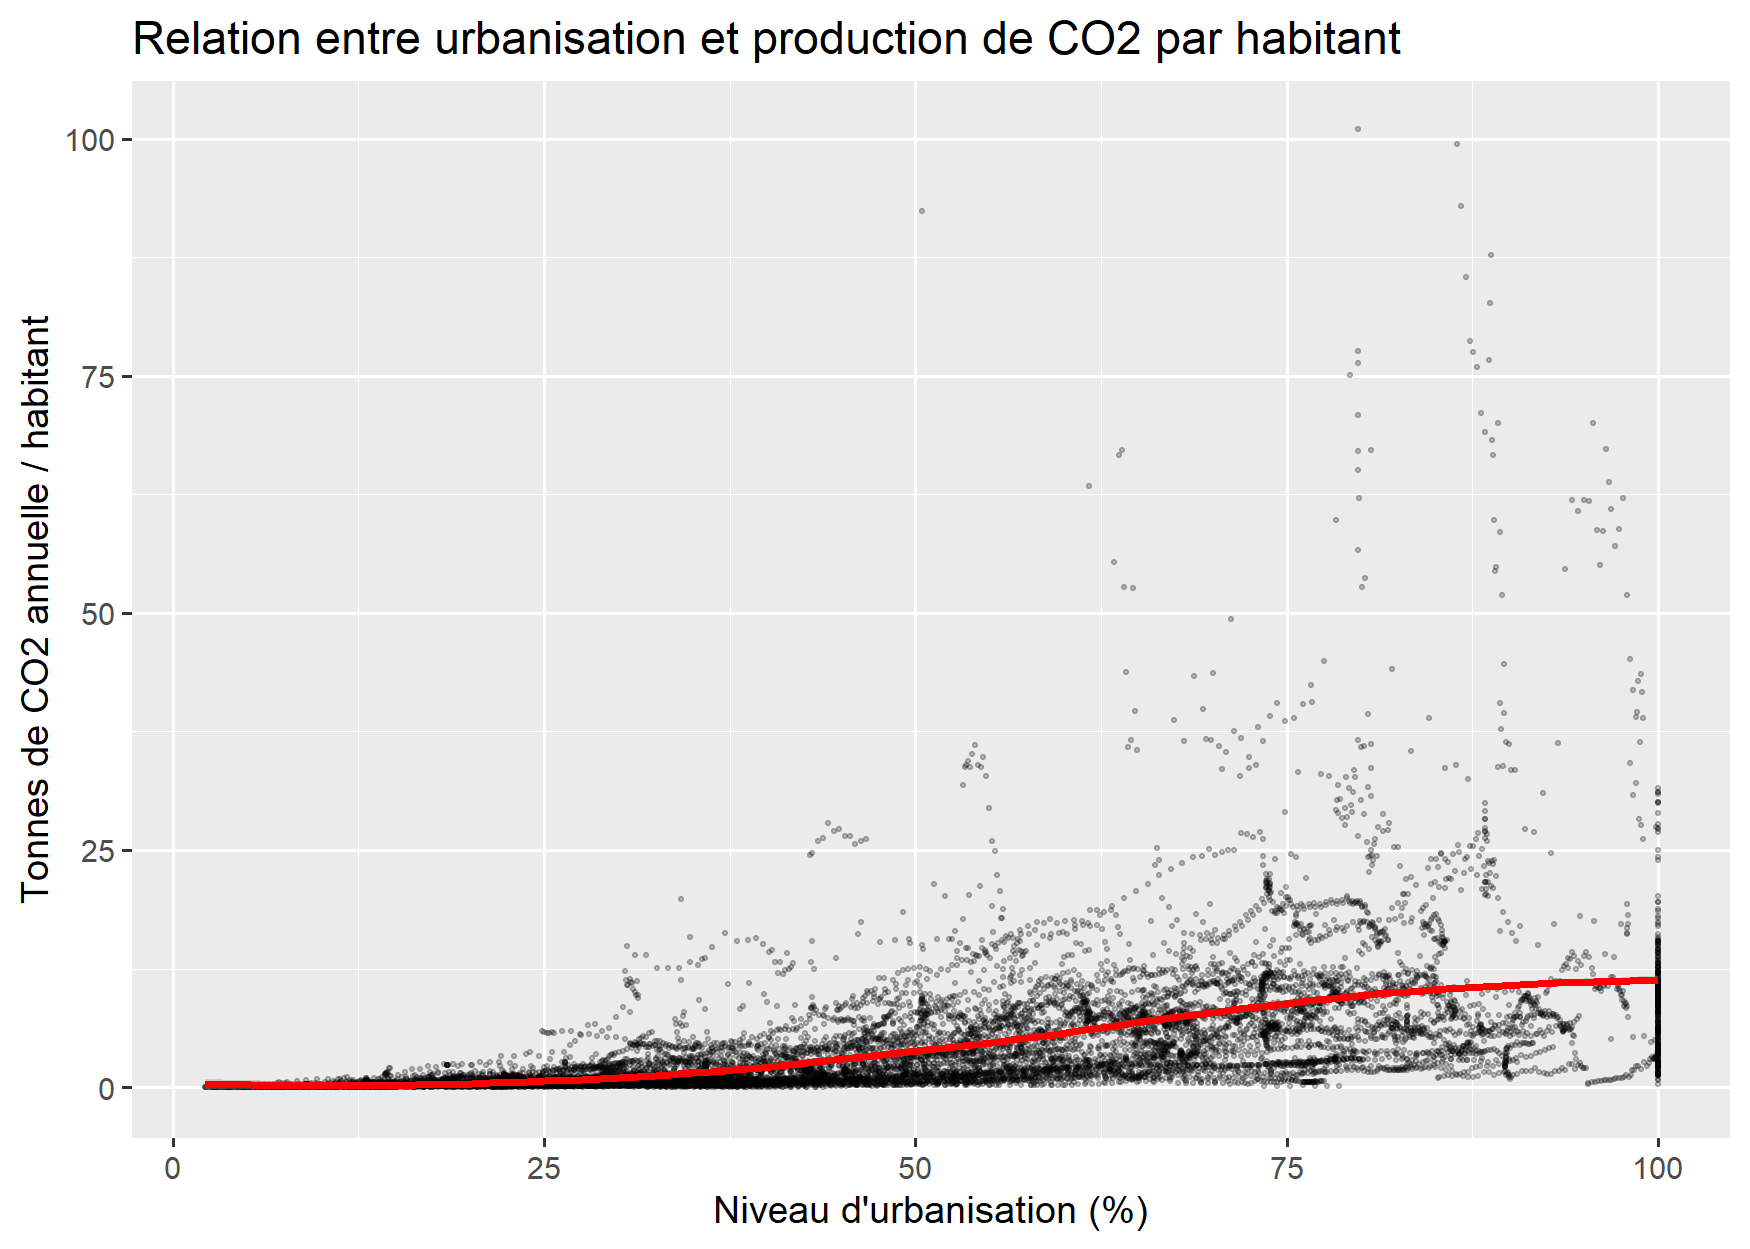 Relation entre urbanisation et production de CO2 par habitant
Tonnes de CO2 annuelle / habitant
100
75
50
25
0
0 25 50 75 100
Niveau d'urbanisation (%)